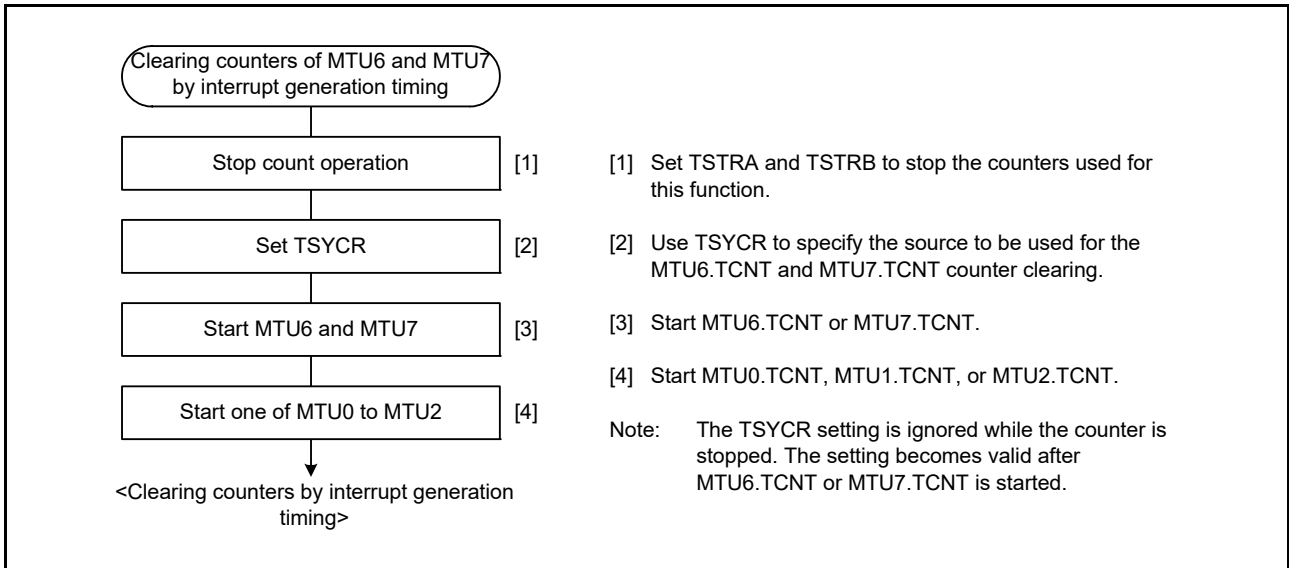 Clearing counters of MTU6 and MTU7
by interrupt generation timing
Stop count operation
[1]
Set TSYCR
[2]
Start MTU6 and MTU7
[3]
Start one of MTU0 to MTU2
[4]
<Clearing counters by interrupt generation
timing>
[1] Set TSTRA and TSTRB to stop the counters used for
this function.
[2] Use TSYCR to specify the source to be used for the
MTU6.TCNT and MTU7.TCNT counter clearing.
[3] Start MTU6.TCNT or MTU7.TCNT.
[4] Start MTU0.TCNT, MTU1.TCNT, or MTU2.TCNT.
Note: The TSYCR setting is ignored while the counter is
stopped. The setting becomes valid after
MTU6.TCNT or MTU7.TCNT is started.